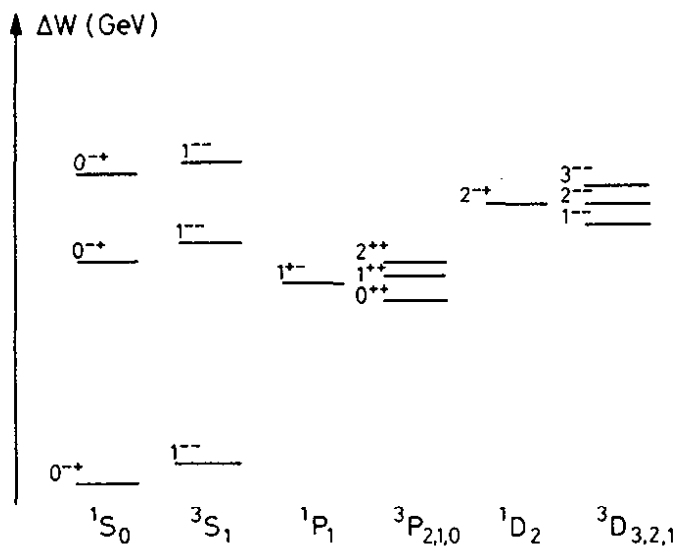 ΔW (GeV)
0⁻⁺ 1⁻⁻ 3⁻⁻
2⁻⁺ 2⁻⁻
1⁻⁻
0⁻⁺ 1⁻⁻ 2⁺⁺
1⁺⁻ 1⁺⁺
0⁺⁺
0⁻⁺ 1⁻⁻
¹S₀ ³S₁ ¹P₁ ³P₂,₁,₀ ¹D₂ ³D₃,₂,₁